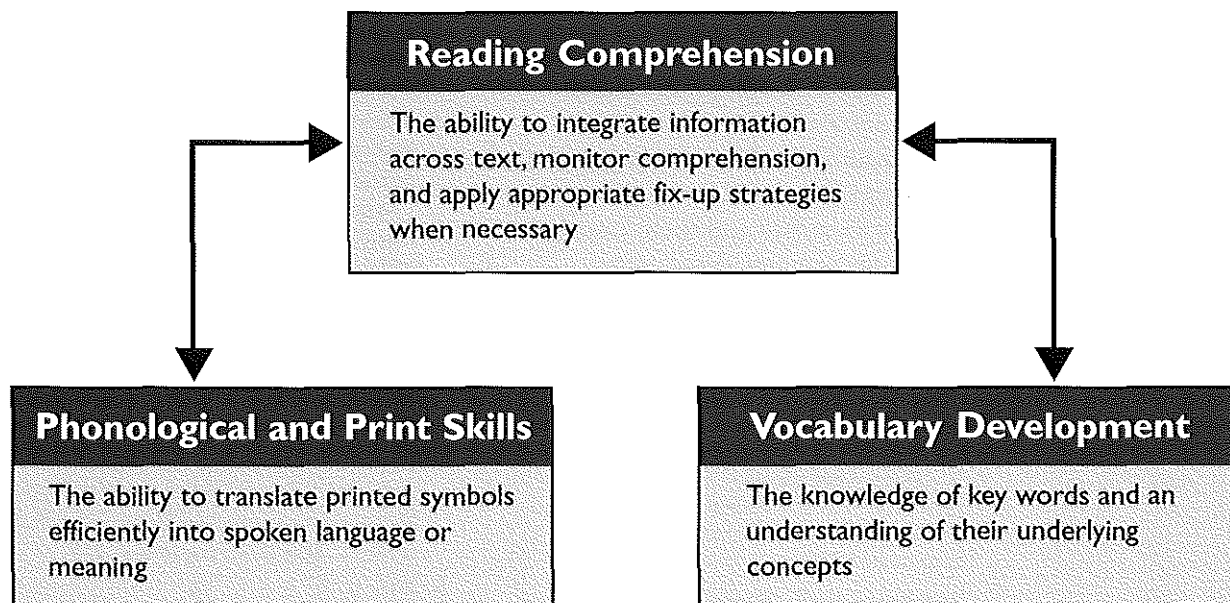 Reading Comprehension
The ability to integrate information
across text, monitor comprehension,
and apply appropriate fix-up strategies
when necessary
Phonological and Print Skills
The ability to translate printed symbols
efficiently into spoken language or
meaning
Vocabulary Development
The knowledge of key words and an
understanding of their underlying
concepts